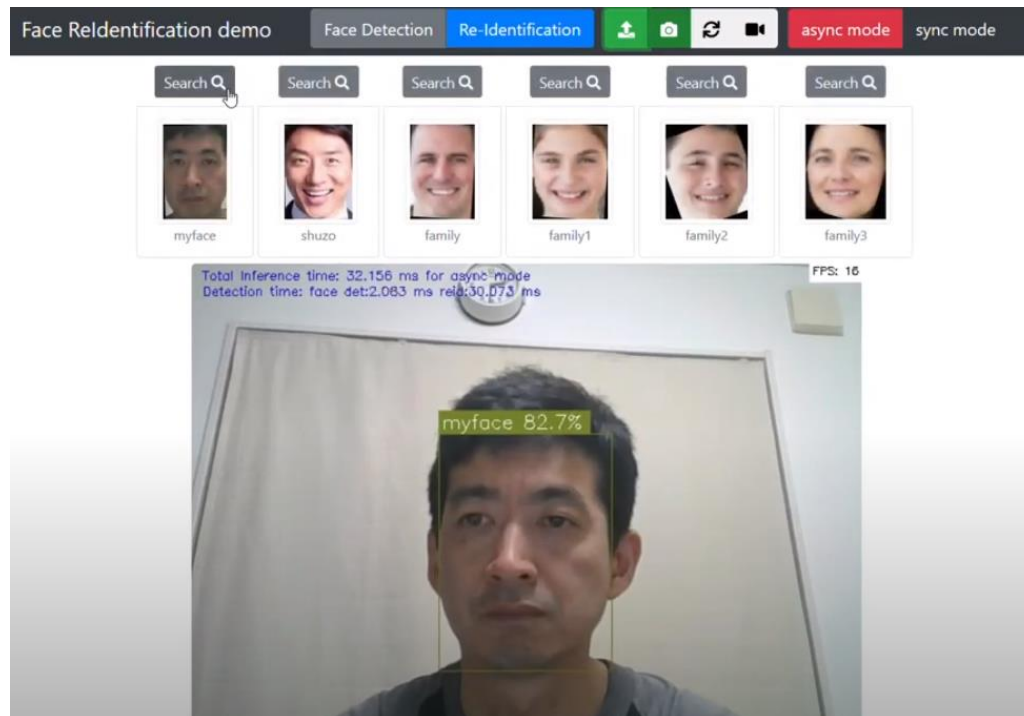 Face ReIdentification demo Face Detection Re-Identification async mode sync mode
Search Search Search Search Search Search
myface shuzo family family1 family2 family3
Total Inference time: 32.156 ms for async mode FPS: 16
Detection time: face det:2.083 ms reid:30.073 ms
myface 82.7%